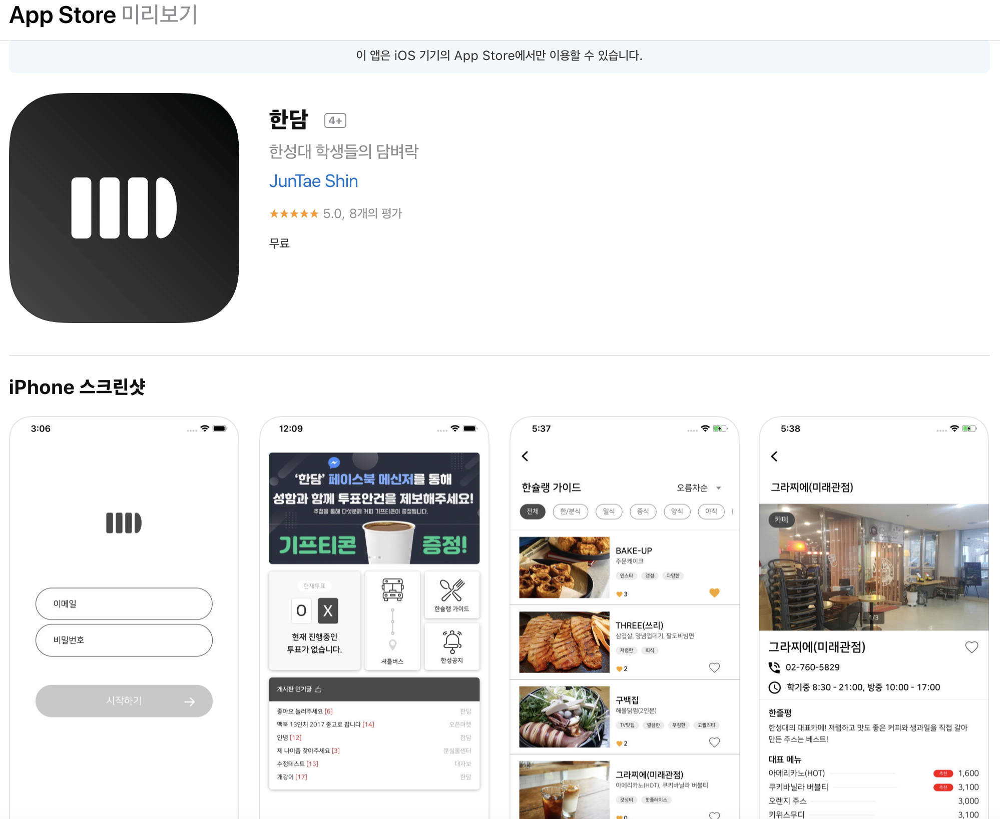 App Store 미리보기
이 앱은 iOS 기기의 App Store에서만 이용할 수 있습니다.
한담 4+
한성대 학생들의 담벼락
JunTae Shin
★★★★★ 5.0, 8개의 평가
무료
iPhone 스크린샷
3:06
이메일
비밀번호
시작하기 →
12:09
‘한담’ 페이스북 메신저를 통해
성함과 함께 투표안건을 제보해주세요!
추첨을 통해 다섯분께 커피 기프티콘이 증정됩니다.
기프티콘 증정!
현재투표
O X
현재 진행중인
투표가 없습니다.
셔틀버스
한슐랭 가이드
한성공지
게시판 인기글
좋아요 눌러주세요 [6] 한담
맥북 13인치 2017 중고로 팝니다 [14] 오픈마켓
안녕 [12] 한담
제 나이좀 찾아주세요 [3] 분실물센터
수정테스트 [13] 대자보
개강이 [17] 한담
5:37
한슐랭 가이드 오름차순
전체 한/분식 일식 중식 양식 야식
BAKE-UP
주문케이크
인스타 갬성 다양한
3
THREE(쓰리)
삼겹살, 양념껍데기, 팔도비빔면
저렴한 회식
2
구백집
해물닭찜(2인분)
TV맛집 깔끔한 푸짐한 고퀄리티
2
그라찌에(미래관점)
아메리카노(HOT), 쿠키바닐라 버블티
갓성비 핫플레이스
0
5:38
그라찌에(미래관점)
카페
1/3
그라찌에(미래관점)
02-760-5829
학기중 8:30 - 21:00, 방중 10:00 - 17:00
한줄평
한성대의 대표카페! 저렴하고 맛도 좋은 커피와 생과일을 직접 갈아
만든 주스는 베스트!
대표 메뉴
아메리카노(HOT) 추천 1,600
쿠키바닐라 버블티 추천 3,100
오렌지 주스 3,000
키위스무디 3,100